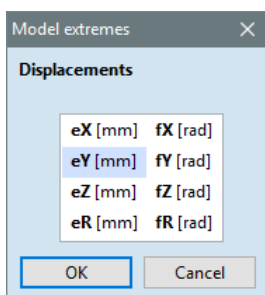 Model extremes
Displacements
eX [mm] fX [rad]
eY [mm] fY [rad]
eZ [mm] fZ [rad]
eR [mm] fR [rad]
OK Cancel